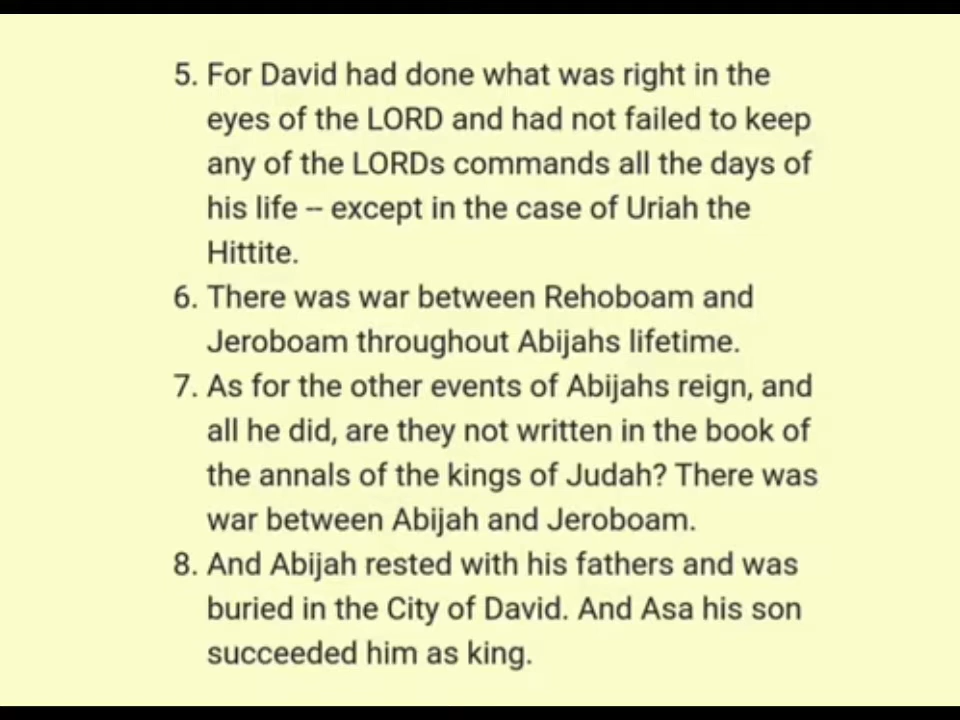 5. For David had done what was right in the
eyes of the LORD and had not failed to keep
any of the LORDs commands all the days of
his life -- except in the case of Uriah the
Hittite.
6. There was war between Rehoboam and
Jeroboam throughout Abijahs lifetime.
7. As for the other events of Abijahs reign, and
all he did, are they not written in the book of
the annals of the kings of Judah? There was
war between Abijah and Jeroboam.
8. And Abijah rested with his fathers and was
buried in the City of David. And Asa his son
succeeded him as king.